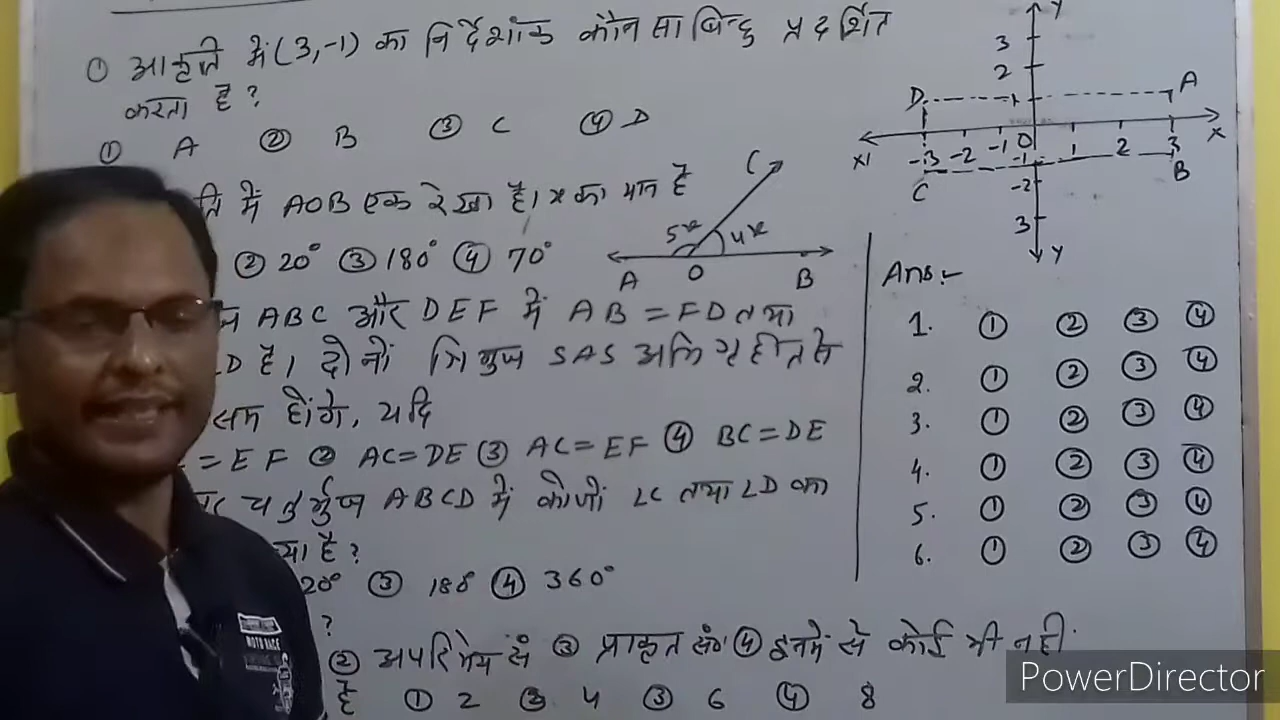 ① आकृति में (3,-1) का निर्देशांक कौन सा बिन्दु प्रदर्शित
करता है ?
① A ② B ③ C ④ D
में AOB एक रेखा है। x का मान है
② 20° ③ 180° ④ 70°
ABC और DEF में AB = FD तथा
D है। दोनों त्रिभुज SAS अभिगृहीत से
सम होंगे, यदि
= EF ② AC = DE ③ AC = EF ④ BC = DE
चतुर्भुज ABCD में कोणों ∠C तथा ∠D का
है ?
20° ③ 180° ④ 360°
?
② अपरिमेय सं ③ प्राकृत सं० ④ इनमें से कोई भी नहीं
है ① 2 ② 4 ③ 6 ④ 8
C
5x 4x
A O B
Y
3
2
D 1 A
X' -3 -2 -1 0 1 2 3 X
-1
C B
-2
3
Y
Ans:-
1. ① ② ③ ④
2. ① ② ③ ④
3. ① ② ③ ④
4. ① ② ③ ④
5. ① ② ③ ④
6. ① ② ③ ④
PowerDirector